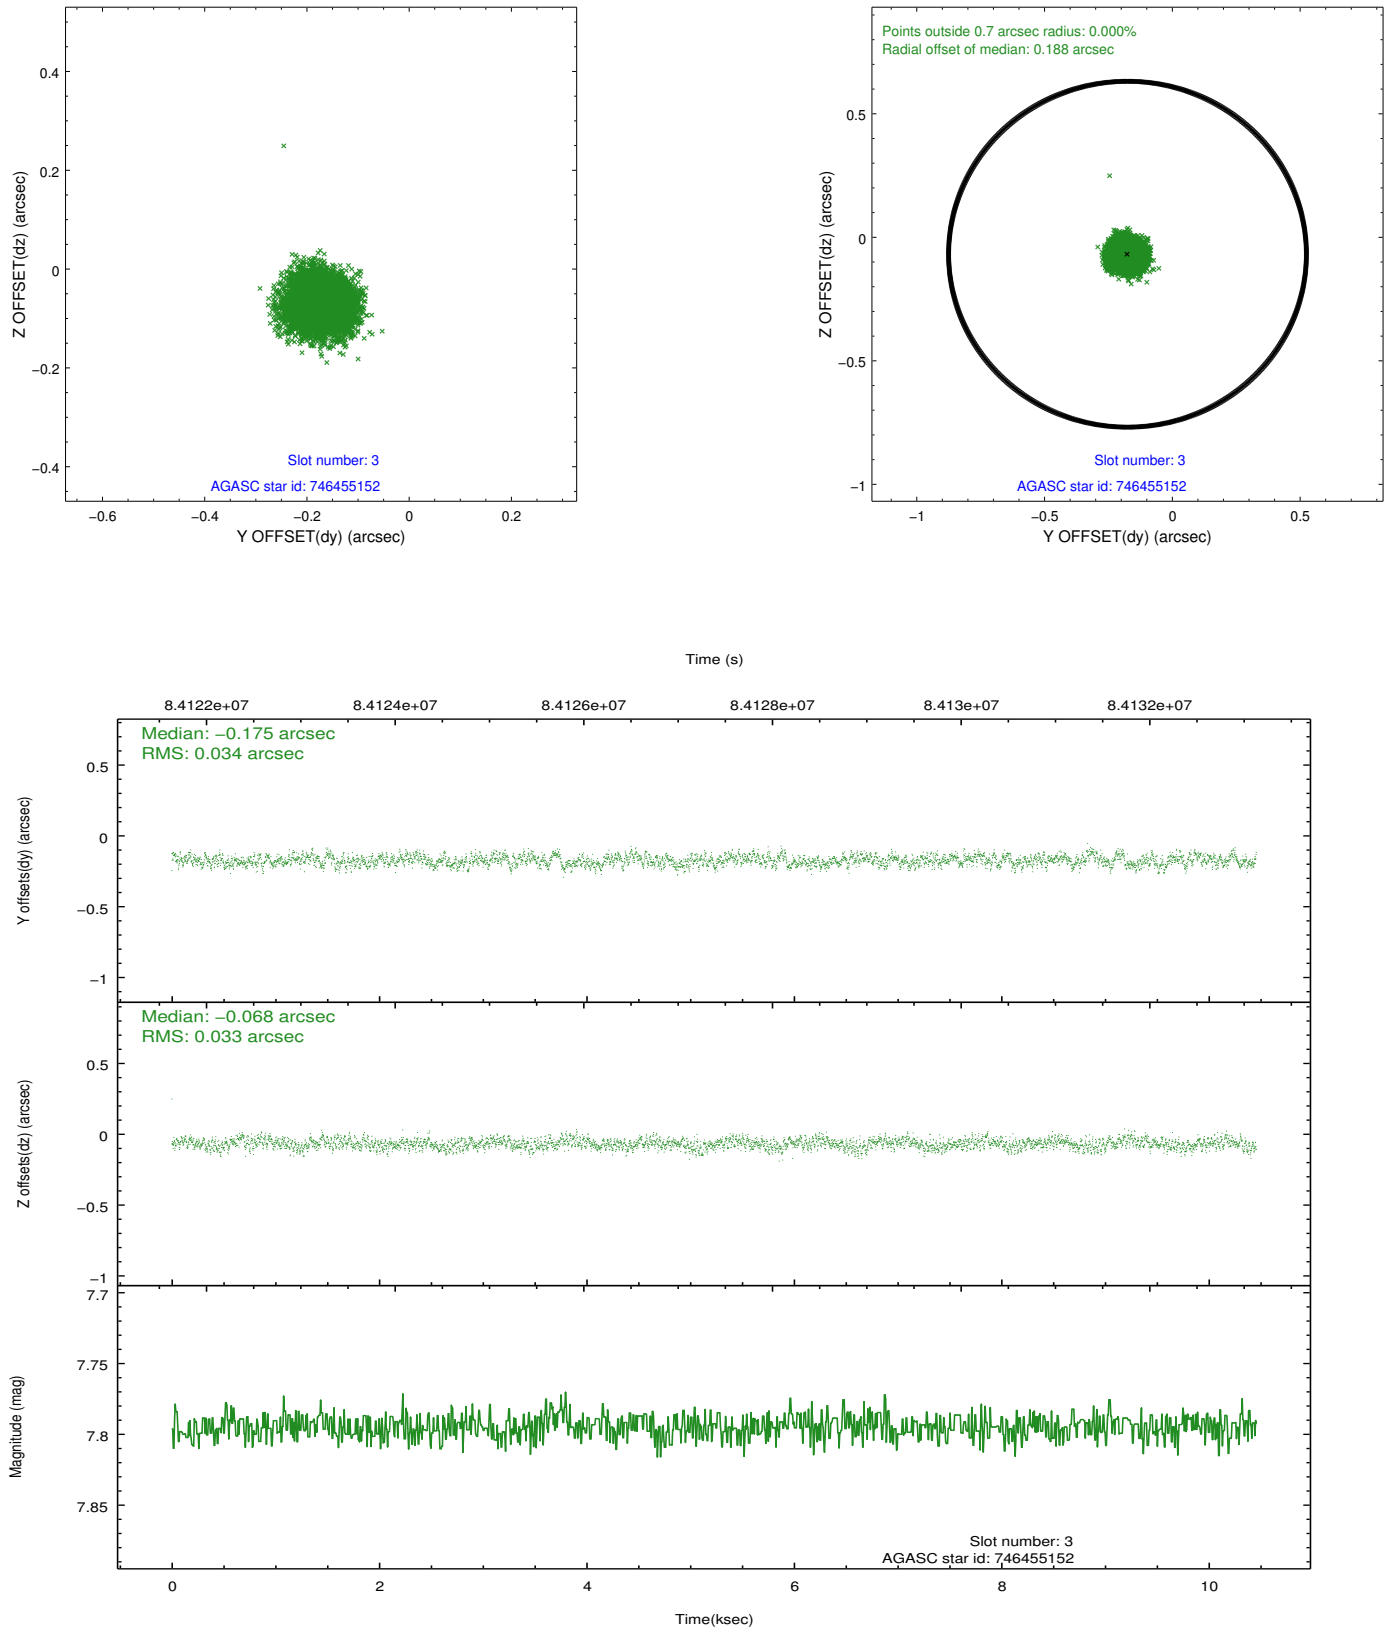 0.4
0.2
0
−0.2
−0.4
Z OFFSET(dz) (arcsec)
Slot number: 3
AGASC star id: 746455152
−0.6 −0.4 −0.2 0 0.2
Y OFFSET(dy) (arcsec)
Points outside 0.7 arcsec radius: 0.000%
Radial offset of median: 0.188 arcsec
0.5
0
−0.5
−1
Z OFFSET(dz) (arcsec)
Slot number: 3
AGASC star id: 746455152
−1 −0.5 0 0.5
Y OFFSET(dy) (arcsec)
Time (s)
8.4122e+07 8.4124e+07 8.4126e+07 8.4128e+07 8.413e+07 8.4132e+07
Median: −0.175 arcsec
RMS: 0.034 arcsec
0.5
0
−0.5
−1
Y offsets(dy) (arcsec)
Median: −0.068 arcsec
RMS: 0.033 arcsec
0.5
0
−0.5
−1
Z offsets(dz) (arcsec)
7.7
7.75
7.8
7.85
Magnitude (mag)
Slot number: 3
AGASC star id: 746455152
0 2 4 6 8 10
Time(ksec)